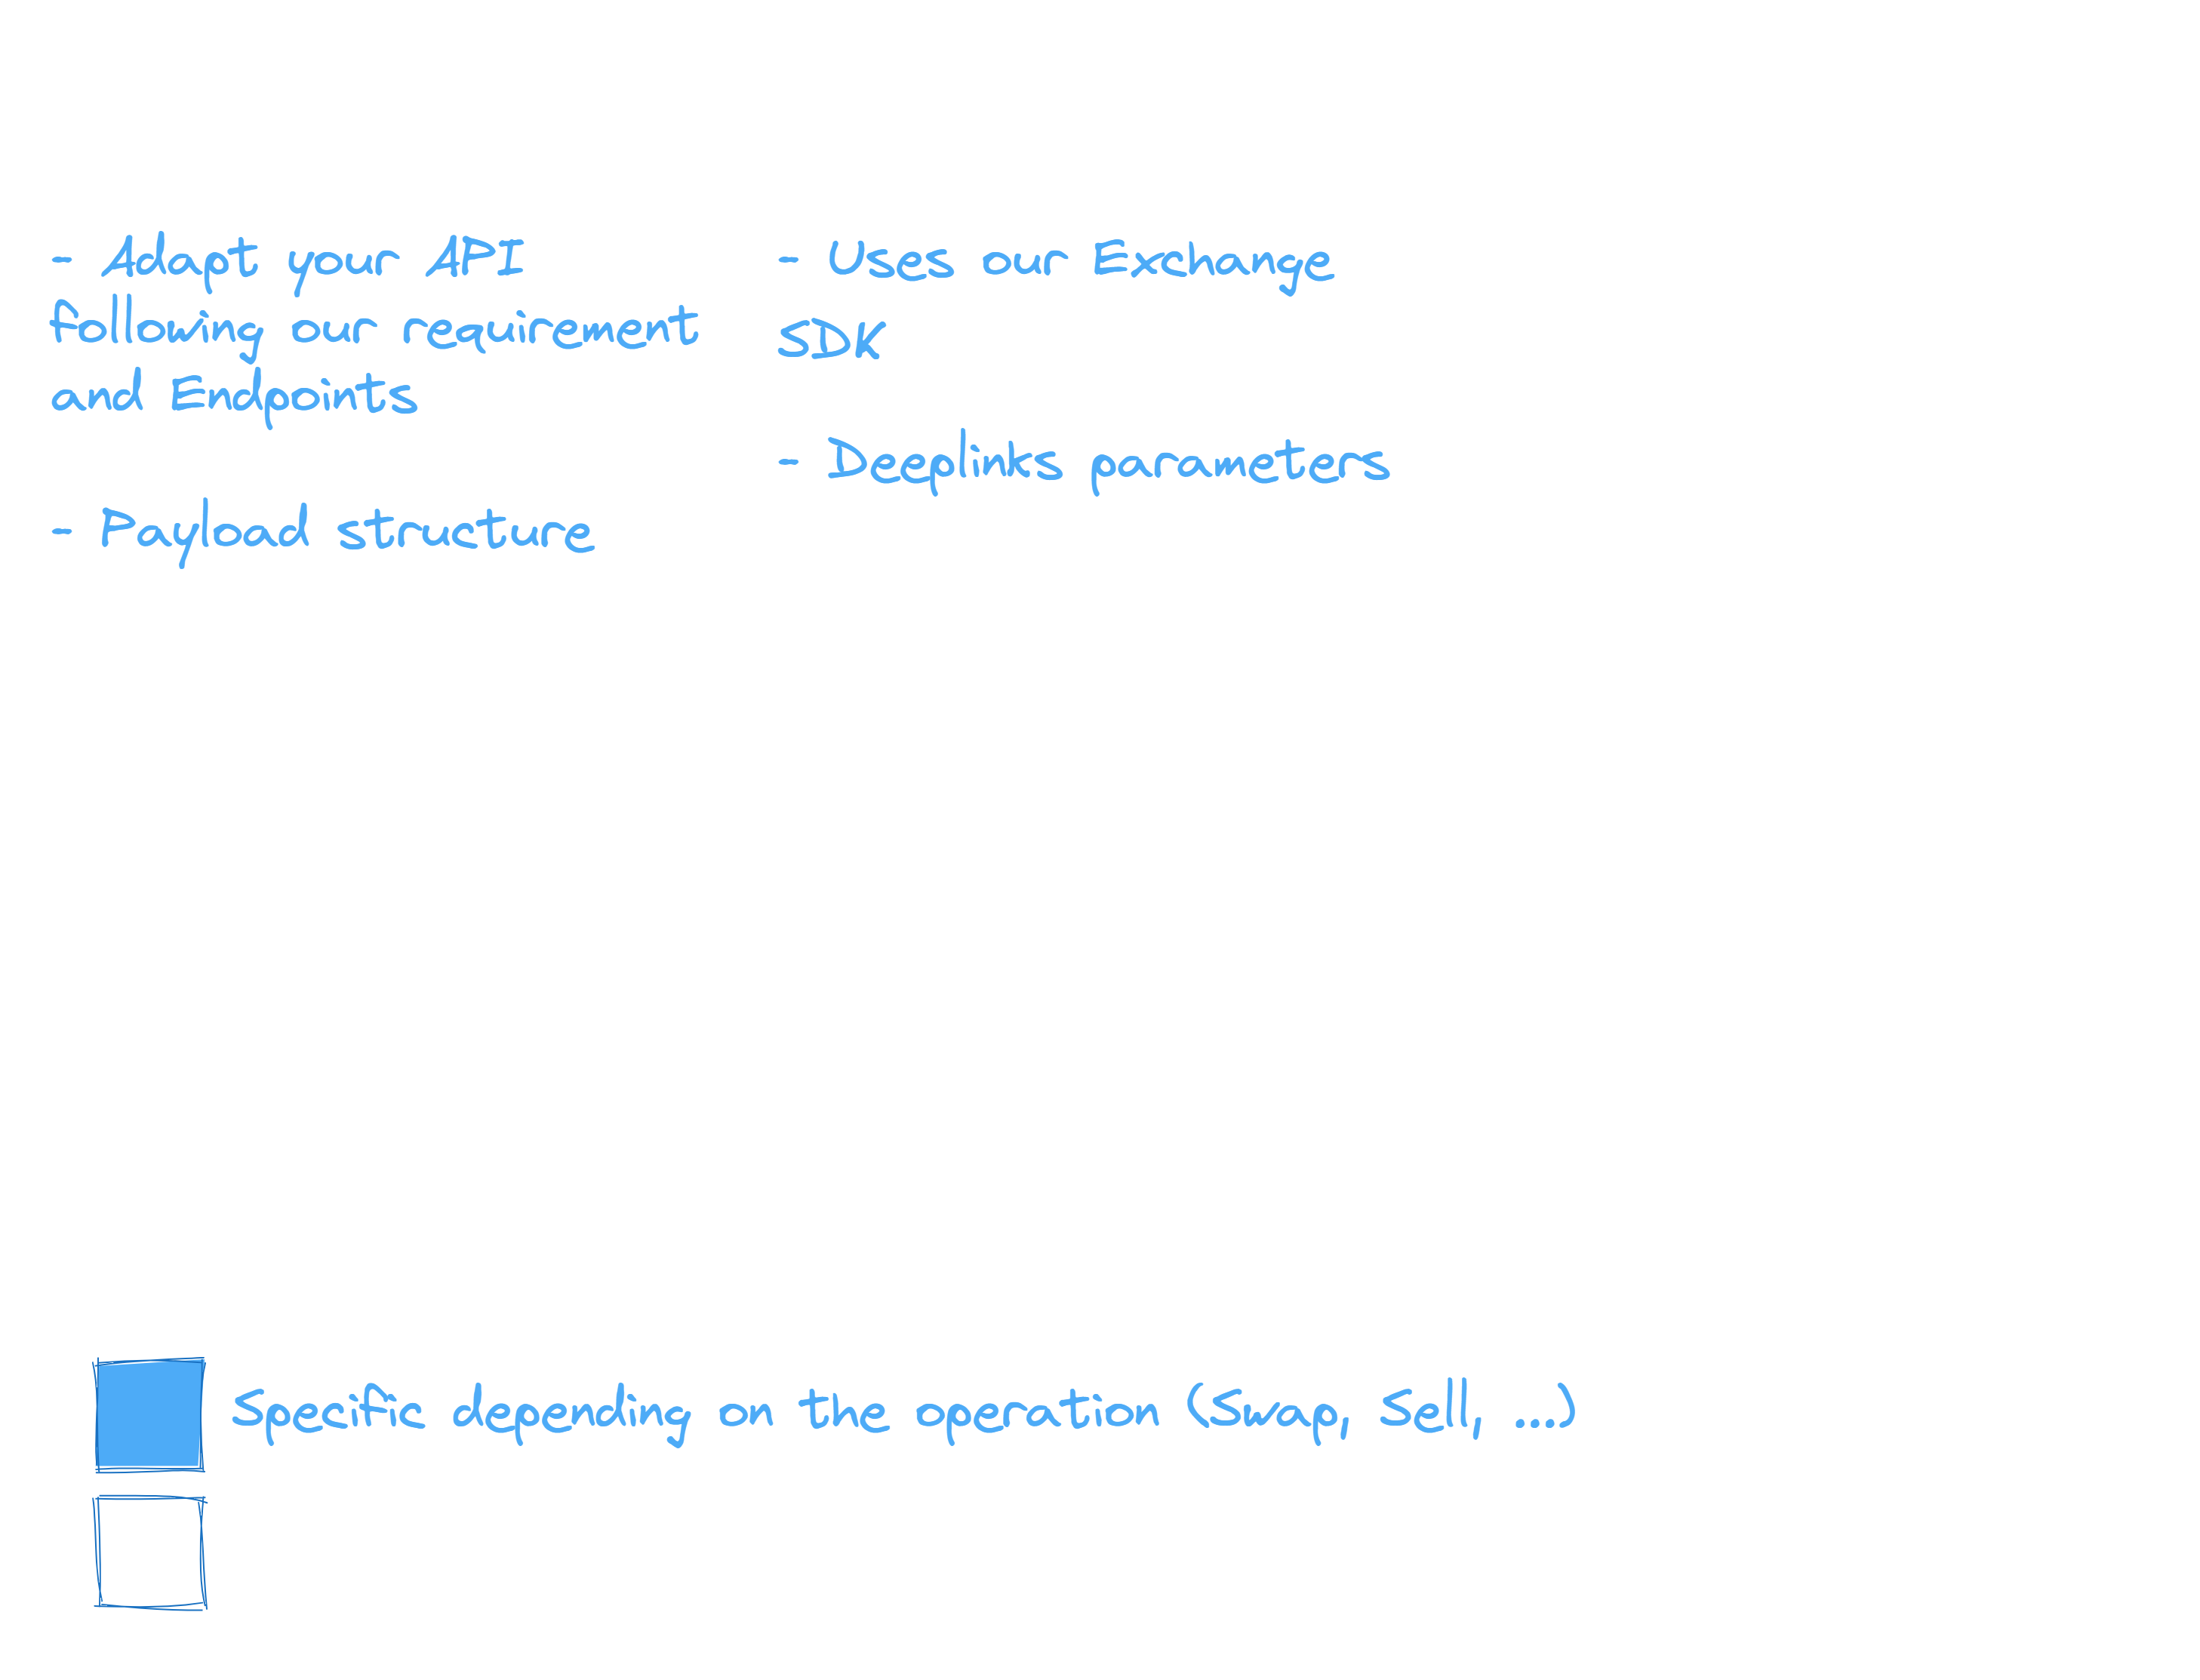 - Adapt your API
following our requirement
and Endpoints
- Payload structure
- Uses our Exchange
SDK
- Deeplinks parameters
Specific depending on the operation (Swap, Sell, ....)